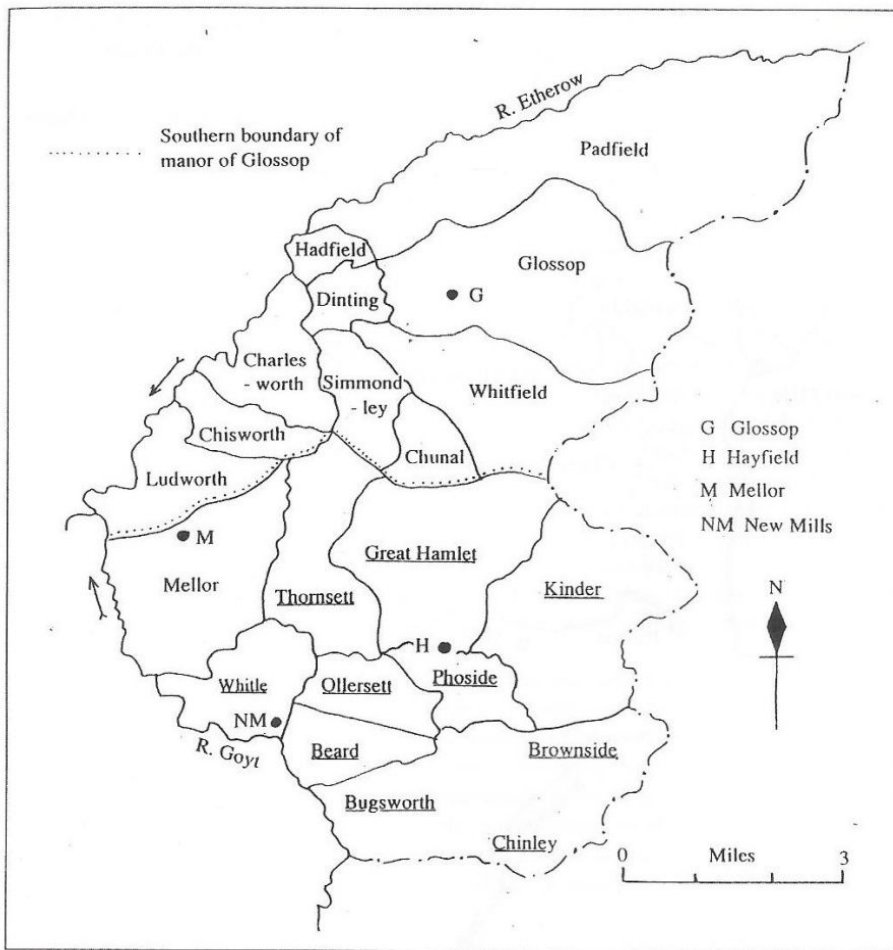 R. Etherow
Southern boundary of
manor of Glossop
Padfield
Hadfield
Glossop
Dinting
G
Charles
- worth
Simmond
- ley
Whitfield
Chisworth
Chunal
G Glossop
H Hayfield
M Mellor
NM New Mills
Ludworth
M
Great Hamlet
Mellor
Thornsett
Kinder
N
H
Whitle
Ollersett
Phoside
NM
R. Goyt
Beard
Brownside
Bugsworth
Chinley
0 Miles 3